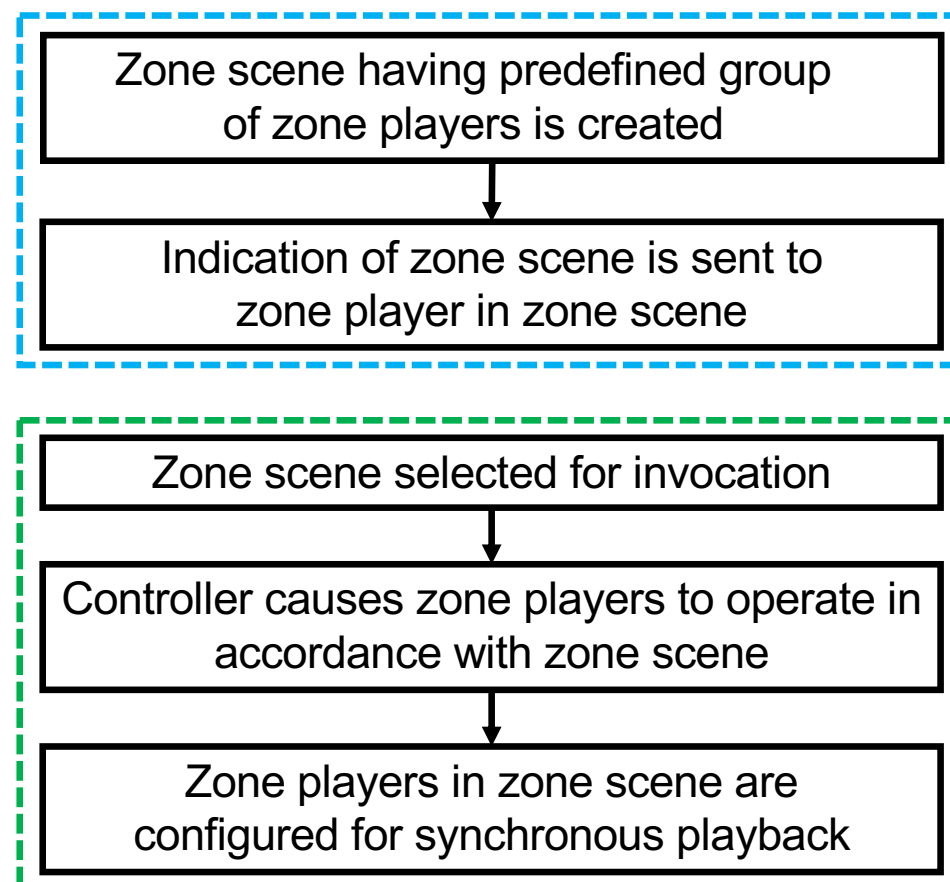 Zone scene having predefined group
of zone players is created
Indication of zone scene is sent to
zone player in zone scene
Zone scene selected for invocation
Controller causes zone players to operate in
accordance with zone scene
Zone players in zone scene are
configured for synchronous playback